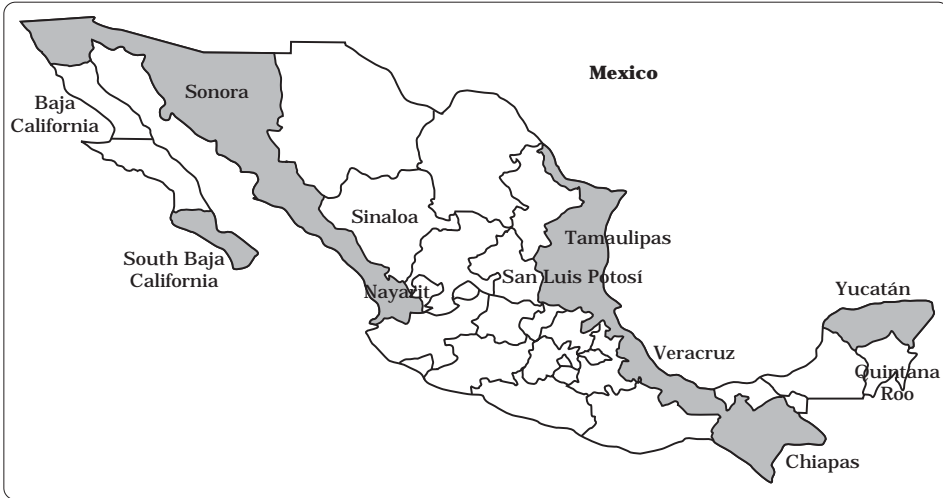 Mexico
Sonora
Baja
California
Sinaloa
Tamaulipas
South Baja
California
San Luis Potosí
Nayarit
Yucatán
Veracruz
Quintana
Roo
Chiapas